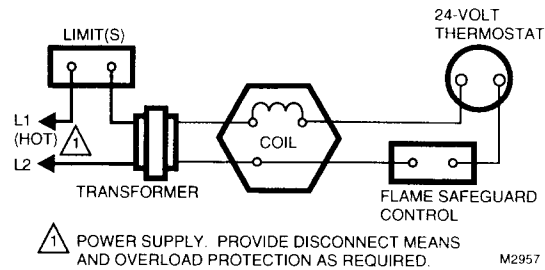 24-VOLT
THERMOSTAT
LIMIT(S)
L1
(HOT)
1
L2
COIL
TRANSFORMER
FLAME SAFEGUARD
CONTROL
1 POWER SUPPLY. PROVIDE DISCONNECT MEANS
AND OVERLOAD PROTECTION AS REQUIRED.
M2957